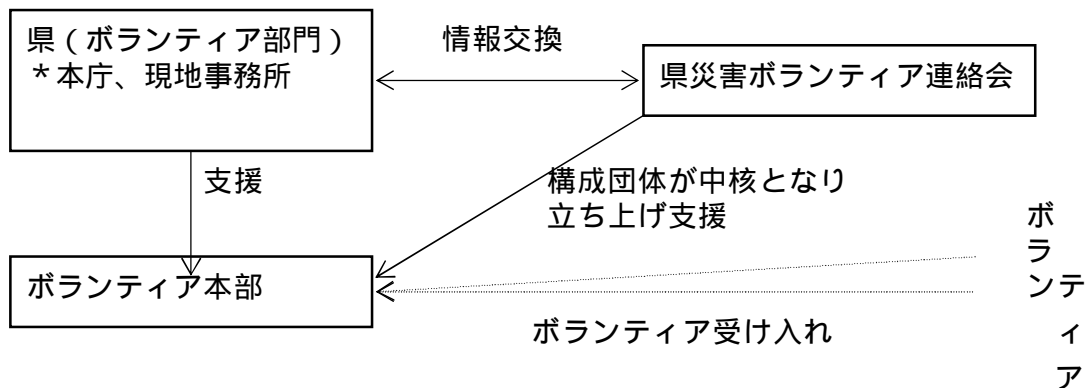 県（ボランティア部門）
＊本庁、現地事務所
情報交換
県災害ボランティア連絡会
支援
構成団体が中核となり
立ち上げ支援
ボランティア本部
ボランティア受け入れ
ボランティア